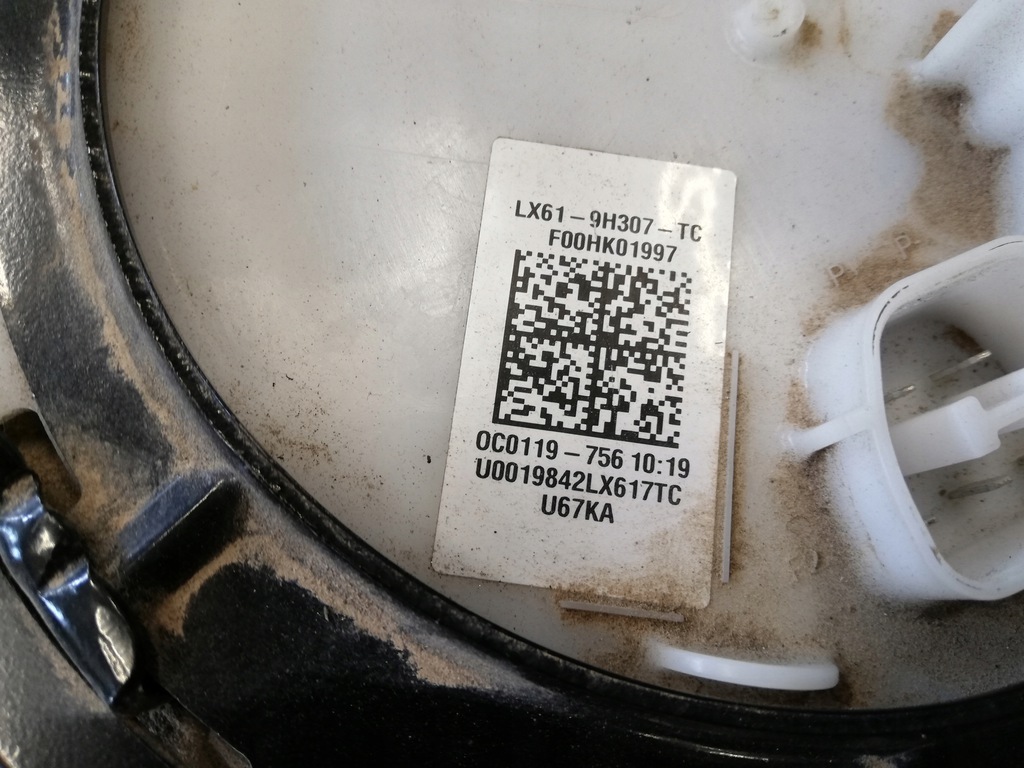 LX61-9H307-TC
F00HK01997
OC0119-756 10:19
U0019842LX617TC
U67KA
P P